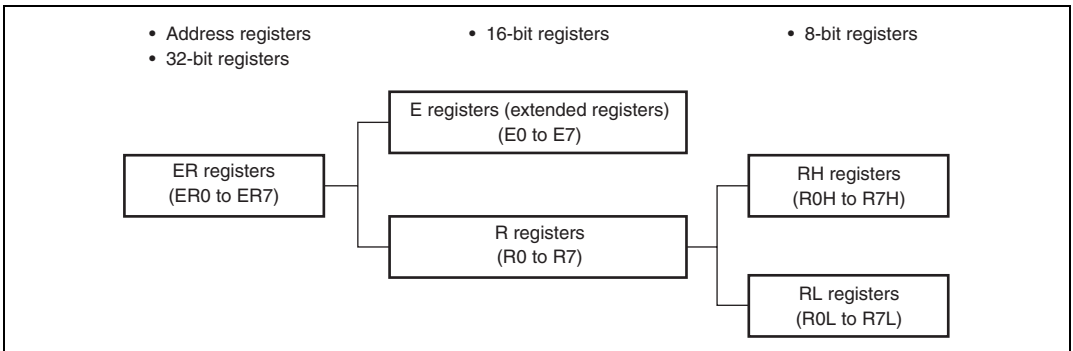 • Address registers
• 32-bit registers
• 16-bit registers
• 8-bit registers
ER registers
(ER0 to ER7)
E registers (extended registers)
(E0 to E7)
R registers
(R0 to R7)
RH registers
(R0H to R7H)
RL registers
(R0L to R7L)